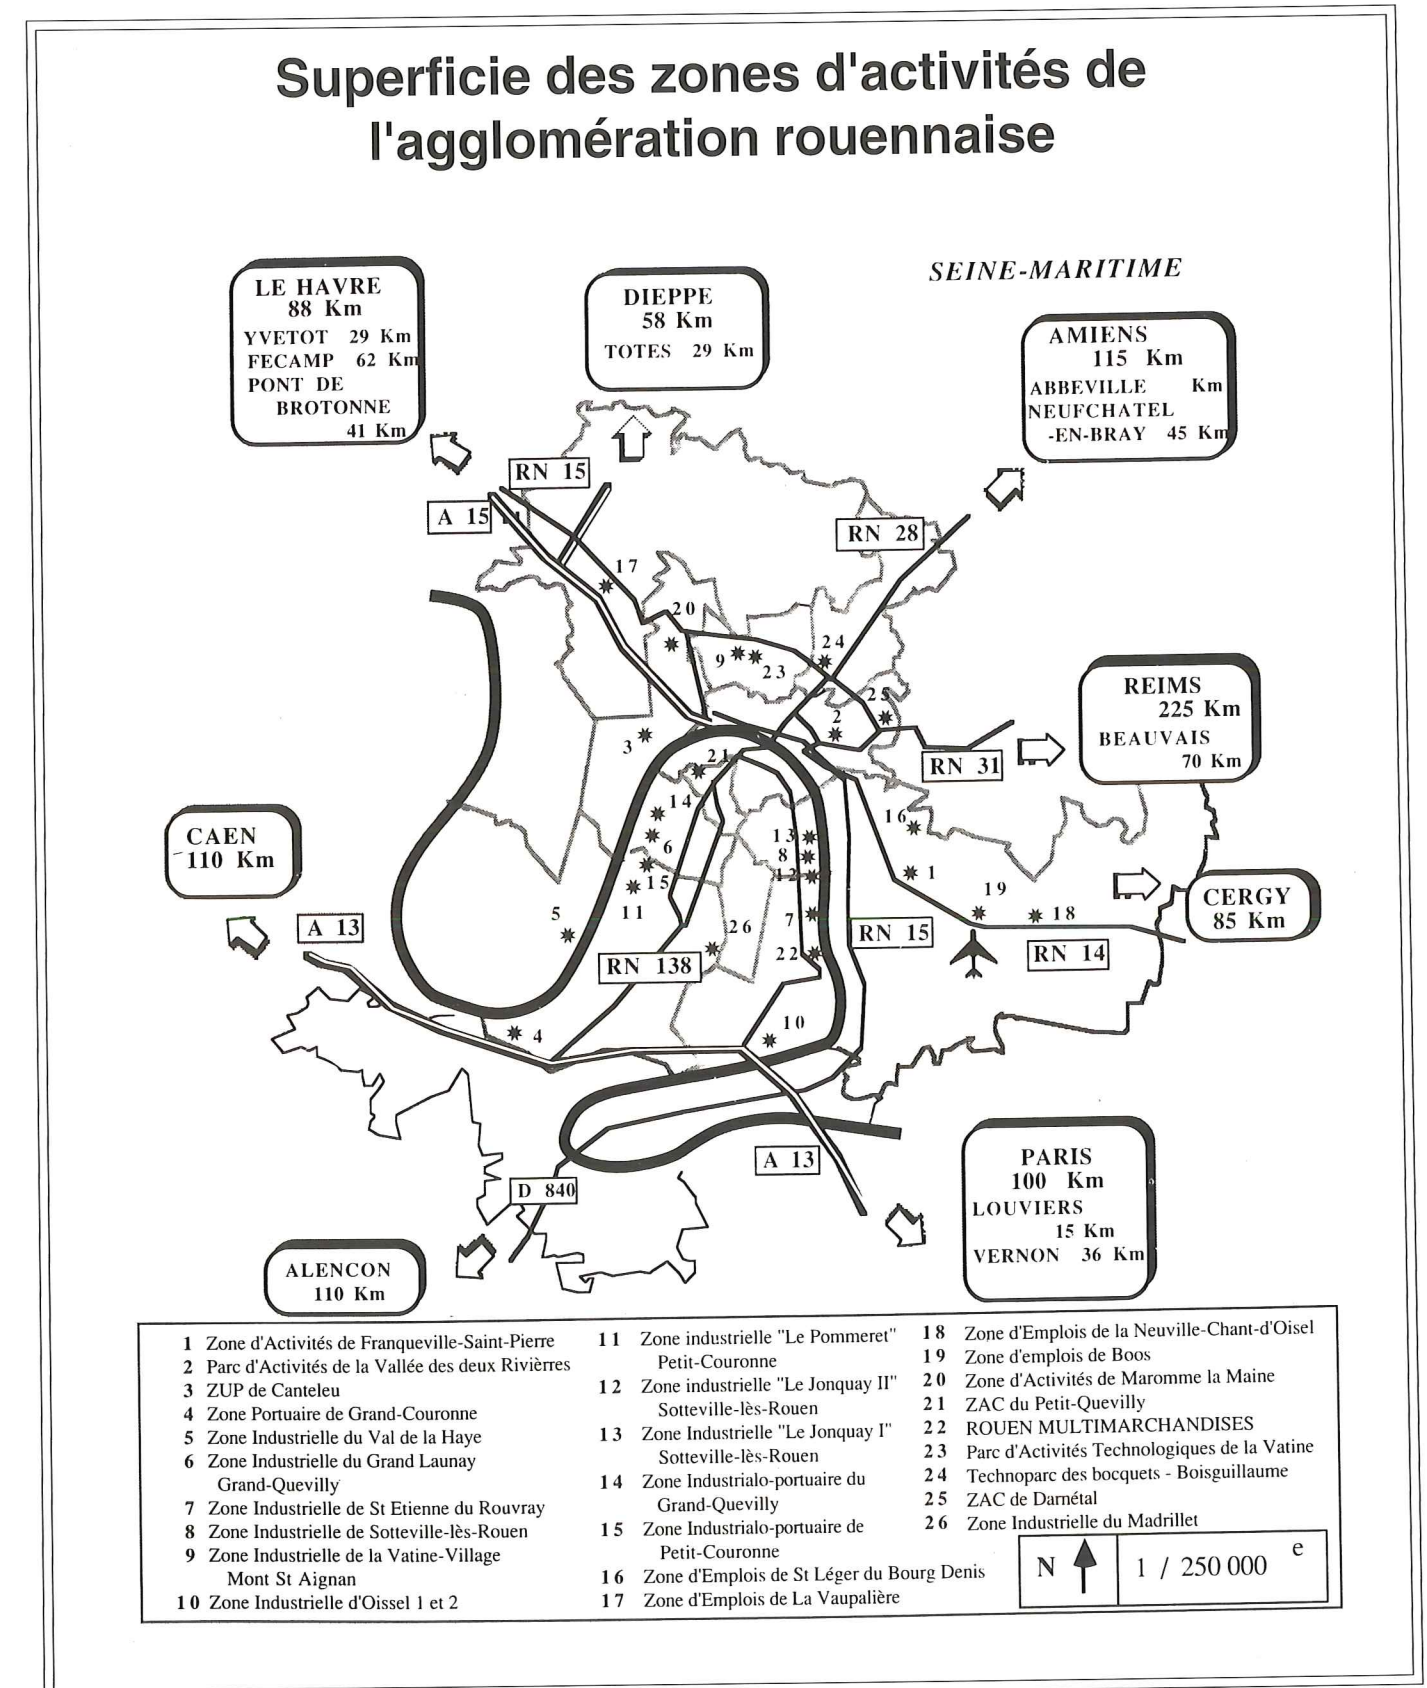 Superficie des zones d'activités de
l'agglomération rouennaise
SEINE-MARITIME
LE HAVRE
88 Km
YVETOT 29 Km
FECAMP 62 Km
PONT DE
BROTONNE
41 Km
DIEPPE
58 Km
TOTES 29 Km
AMIENS
115 Km
ABBEVILLE Km
NEUFCHATEL
-EN-BRAY 45 Km
RN 15
A 15
RN 28
17
20
24
9
23
25
2
REIMS
225 Km
BEAUVAIS
70 Km
3
21
RN 31
14
16
CAEN
110 Km
13
6
8
12
15
1
19
CERGY
85 Km
5
11
18
7
26
A 13
RN 15
RN 14
RN 138
22
10
4
A 13
PARIS
100 Km
LOUVIERS
15 Km
VERNON 36 Km
D 840
ALENCON
110 Km
1 Zone d'Activités de Franqueville-Saint-Pierre
2 Parc d'Activités de la Vallée des deux Rivièrres
3 ZUP de Canteleu
4 Zone Portuaire de Grand-Couronne
5 Zone Industrielle du Val de la Haye
6 Zone Industrielle du Grand Launay
Grand-Quevilly
7 Zone Industrielle de St Etienne du Rouvray
8 Zone Industrielle de Sotteville-lès-Rouen
9 Zone Industrielle de la Vatine-Village
Mont St Aignan
10 Zone Industrielle d'Oissel 1 et 2
11 Zone industrielle "Le Pommeret"
Petit-Couronne
12 Zone industrielle "Le Jonquay II"
Sotteville-lès-Rouen
13 Zone Industrielle "Le Jonquay I"
Sotteville-lès-Rouen
14 Zone Industrialo-portuaire du
Grand-Quevilly
15 Zone Industrialo-portuaire de
Petit-Couronne
16 Zone d'Emplois de St Léger du Bourg Denis
17 Zone d'Emplois de La Vaupalière
18 Zone d'Emplois de la Neuville-Chant-d'Oisel
19 Zone d'emplois de Boos
20 Zone d'Activités de Maromme la Maine
21 ZAC du Petit-Quevilly
22 ROUEN MULTIMARCHANDISES
23 Parc d'Activités Technologiques de la Vatine
24 Technoparc des bocquets - Boisguillaume
25 ZAC de Darnétal
26 Zone Industrielle du Madrillet
N
1 / 250 000 e